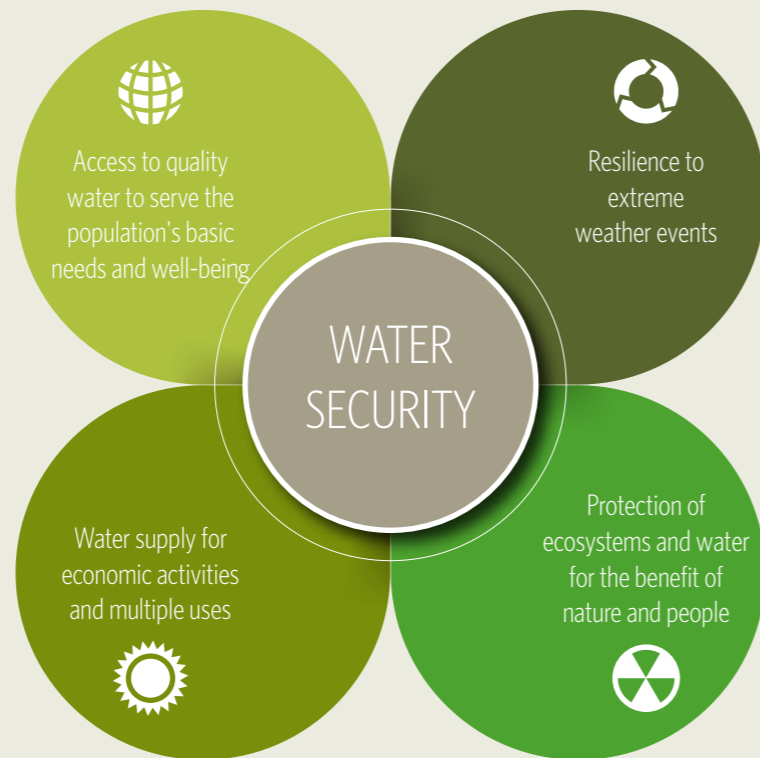 Access to quality
water to serve the
population's basic
needs and well-being
Resilience to
extreme
weather events
WATER
SECURITY
Water supply for
economic activities
and multiple uses
Protection of
ecosystems and water
for the benefit of
nature and people